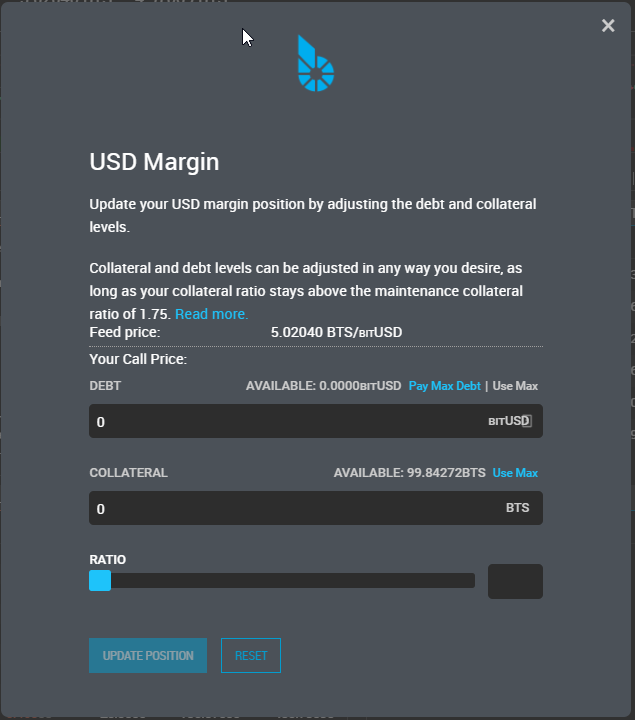 ×
USD Margin
Update your USD margin position by adjusting the debt and collateral
levels.
Collateral and debt levels can be adjusted in any way you desire, as
long as your collateral ratio stays above the maintenance collateral
ratio of 1.75. Read more.
Feed price: 5.02040 BTS/BITUSD
Your Call Price:
DEBT AVAILABLE: 0.0000BITUSD Pay Max Debt | Use Max
0 BITUSD
COLLATERAL AVAILABLE: 99.84272BTS Use Max
0 BTS
RATIO
UPDATE POSITION RESET